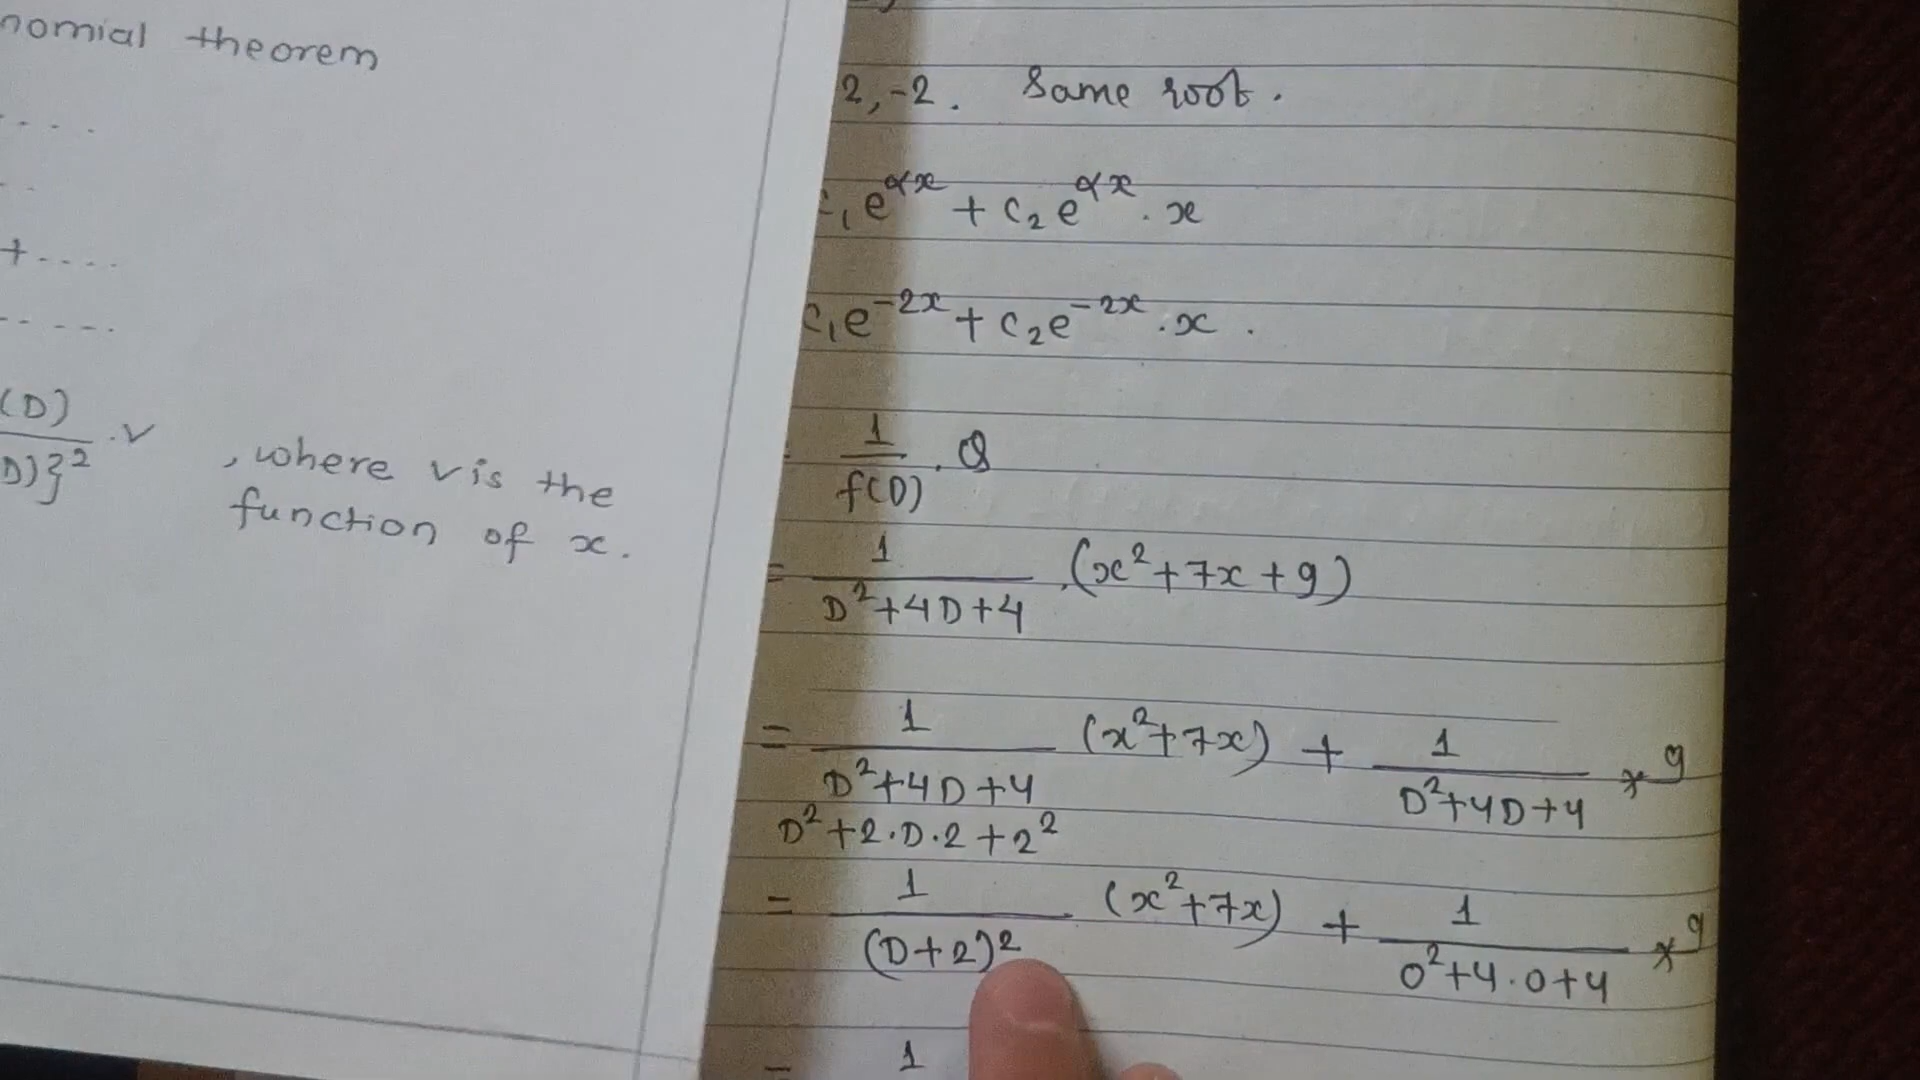 nomial theorem
....
..
+....
.....
(D)
D)}² .v , where v is the
function of x.
2,-2. Same root.
c₁e^αx + c₂e^αx . x
c₁e^-2x + c₂e^-2x . x .
1/f(D) . Q
= 1/(D²+4D+4) .(x²+7x+9)
= 1/(D²+4D+4) (x²+7x) + 1/(D²+4D+4) * 9
D²+2.D.2+2²
= 1/(D+2)² (x²+7x) + 1/(0²+4.0+4) * 9
= 1